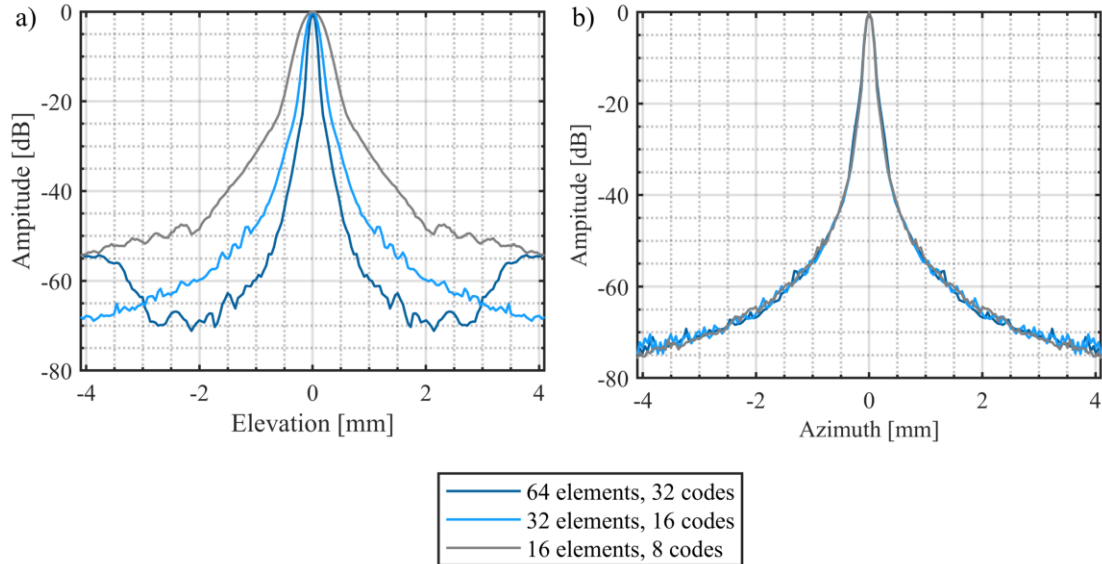 a)
0
-20
-40
-60
-80
Ampitude [dB]
-4 -2 0 2 4
Elevation [mm]
b)
0
-20
-40
-60
-80
Ampitude [dB]
-4 -2 0 2 4
Azimuth [mm]
64 elements, 32 codes
32 elements, 16 codes
16 elements, 8 codes